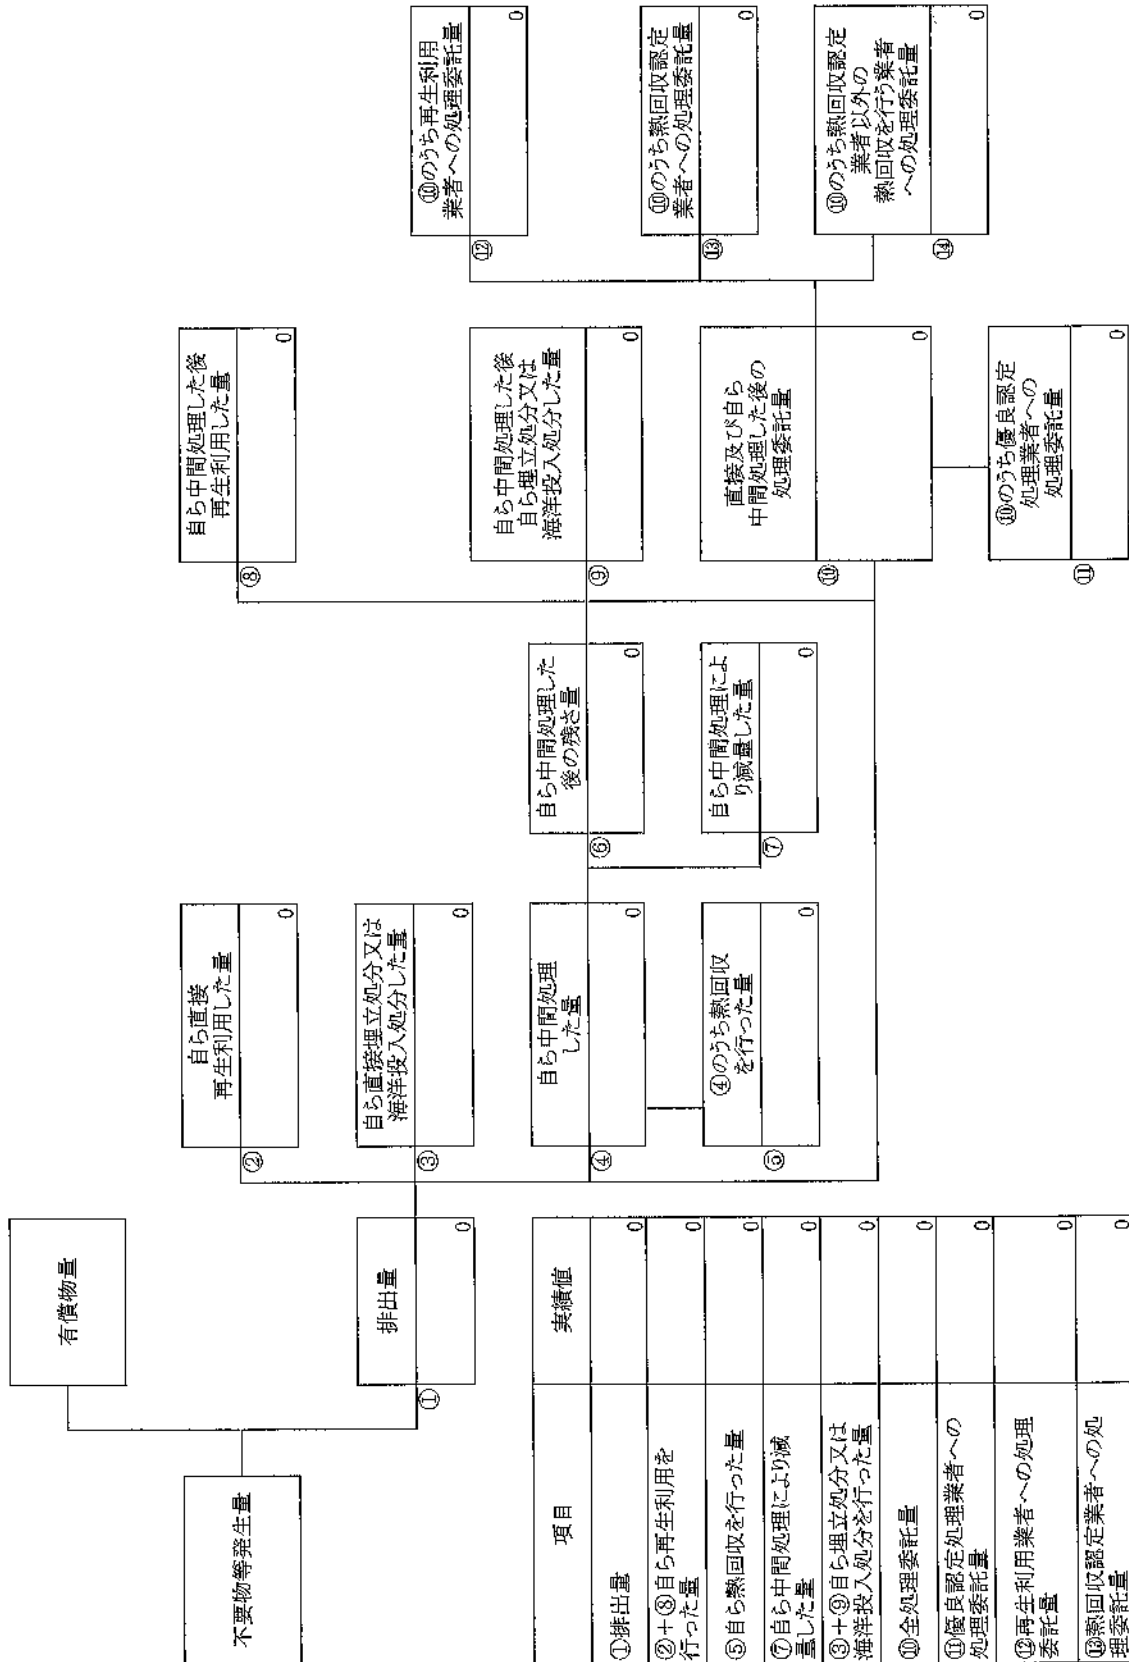 不要物等発生量
有償物量
①
排出量
0
②
自ら直接
再生利用した量
0
③
自ら直接埋立処分又は
海洋投入処分した量
0
④
自ら中間処理
した量
0
⑤
④のうち熱回収
を行った量
0
⑥
自ら中間処理した
後の残さ量
0
⑦
自ら中間処理によ
り減量した量
0
⑧
自ら中間処理した後
再生利用した量
0
⑨
自ら中間処理した後
自ら埋立処分又は
海洋投入処分した量
0
⑩
直接及び自ら
中間処理した後の
処理委託量
0
⑪
⑩のうち優良認定
処理業者への
処理委託量
0
⑫
⑩のうち再生利用
業者への処理委託量
0
⑬
⑩のうち熱回収認定
業者への処理委託量
0
⑭
⑩のうち熱回収認定
業者以外の
熱回収を行う業者
への処理委託量
0
項目 実績値
①排出量 0
②+⑧自ら再生利用を
行った量 0
⑤自ら熱回収を行った量 0
⑦自ら中間処理により減
量した量 0
③+⑨自ら埋立処分又は
海洋投入処分を行った量 0
⑩全処理委託量 0
⑪優良認定処理業者への
処理委託量 0
⑫再生利用業者への処理
委託量 0
⑬熱回収認定業者への処
理委託量 0